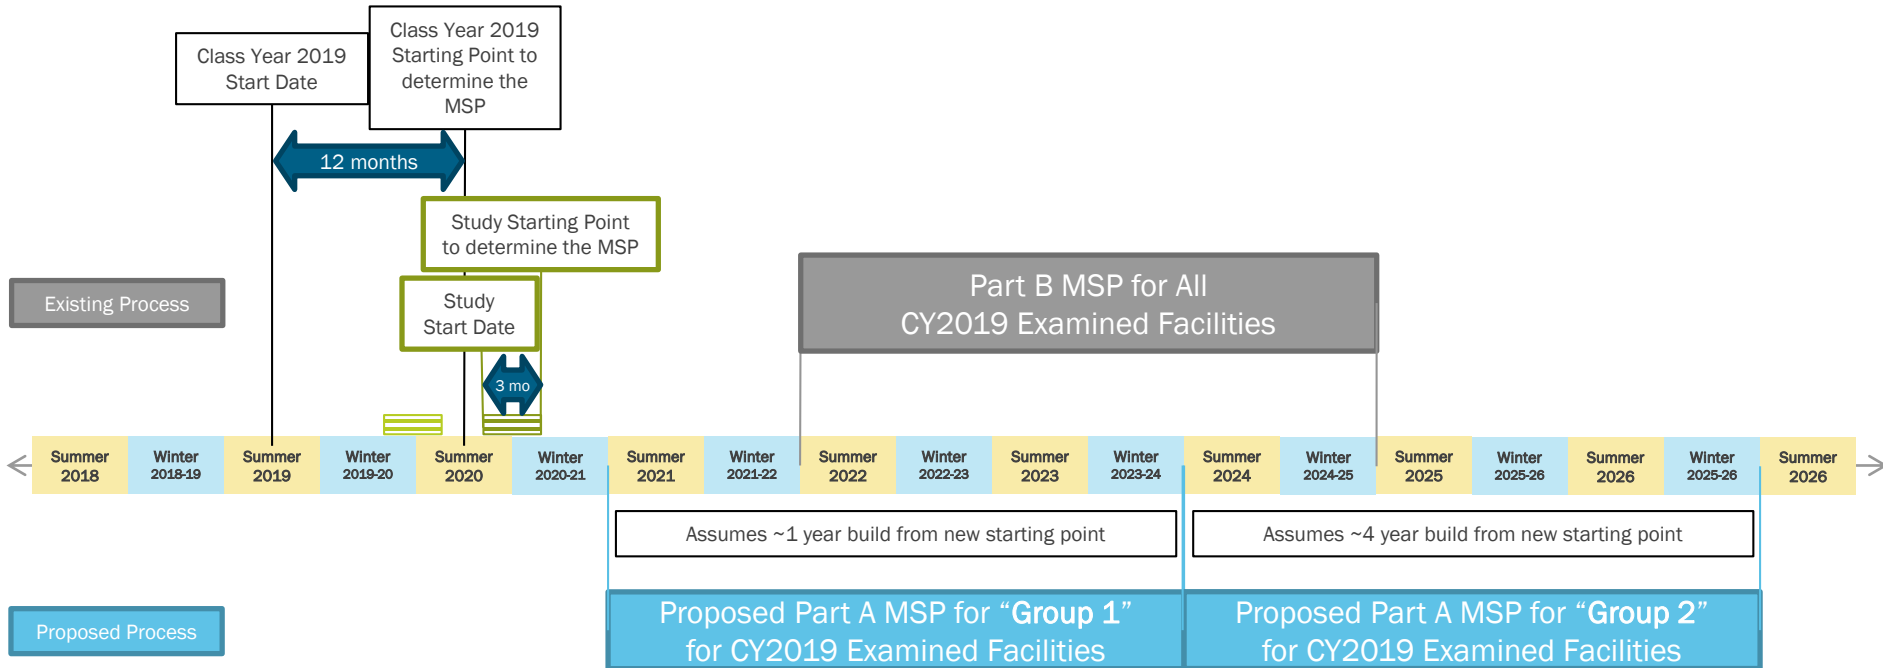 Class Year 2019
Start Date
Class Year 2019
Starting Point to
determine the
MSP
12 months
Study Starting Point
to determine the MSP
Study
Start Date
3 mo
Existing Process
Part B MSP for All
CY2019 Examined Facilities
Summer
2018
Winter
2018-19
Summer
2019
Winter
2019-20
Summer
2020
Winter
2020-21
Summer
2021
Winter
2021-22
Summer
2022
Winter
2022-23
Summer
2023
Winter
2023-24
Summer
2024
Winter
2024-25
Summer
2025
Winter
2025-26
Summer
2026
Winter
2025-26
Summer
2026
Assumes ~1 year build from new starting point
Assumes ~4 year build from new starting point
Proposed Process
Proposed Part A MSP for “Group 1”
for CY2019 Examined Facilities
Proposed Part A MSP for “Group 2”
for CY2019 Examined Facilities